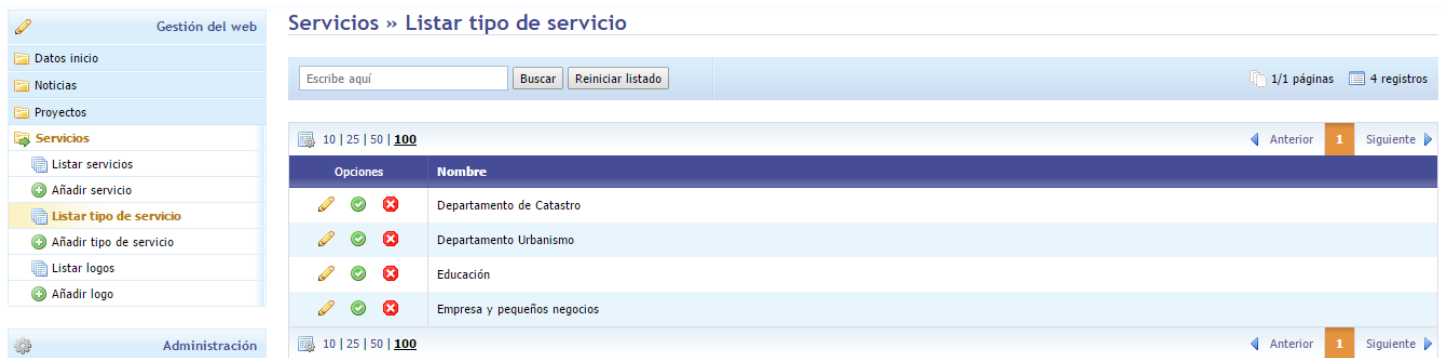 Gestión del web
Datos inicio
Noticias
Proyectos
Servicios
Listar servicios
Añadir servicio
Listar tipo de servicio
Añadir tipo de servicio
Listar logos
Añadir logo
Administración
Servicios » Listar tipo de servicio
Escribe aquí Buscar Reiniciar listado 1/1 páginas 4 registros
10 | 25 | 50 | 100 Anterior 1 Siguiente
Opciones Nombre
Departamento de Catastro
Departamento Urbanismo
Educación
Empresa y pequeños negocios
10 | 25 | 50 | 100 Anterior 1 Siguiente